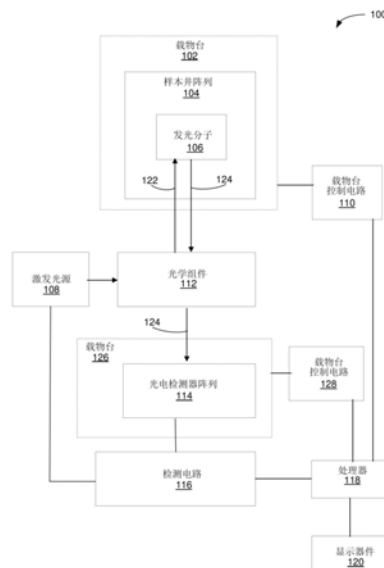 100
载物台
102
样本井阵列
104
发光分子
106
122
124
载物台
控制电路
110
激发光源
108
光学组件
112
124
载物台
126
光电检测器阵列
114
载物台
控制电路
128
检测电路
116
处理器
118
显示器件
120